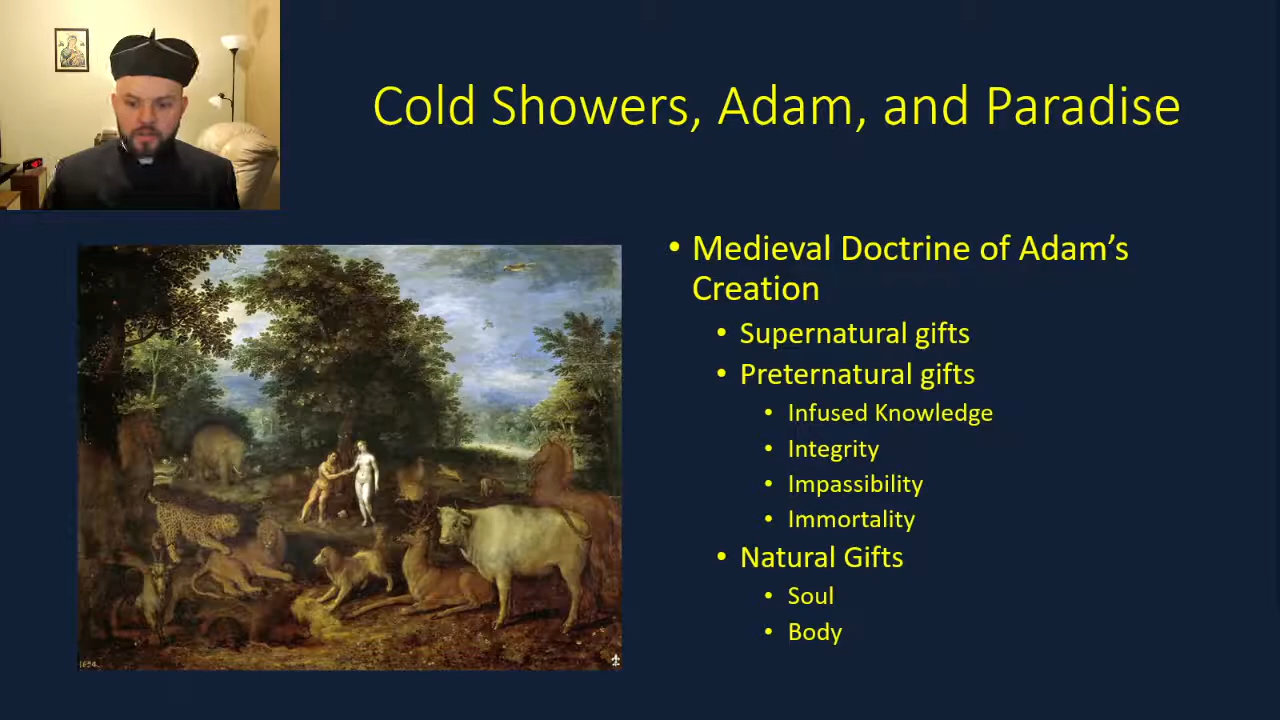 Cold Showers, Adam, and Paradise
• Medieval Doctrine of Adam’s
Creation
• Supernatural gifts
• Preternatural gifts
• Infused Knowledge
• Integrity
• Impassibility
• Immortality
• Natural Gifts
• Soul
• Body